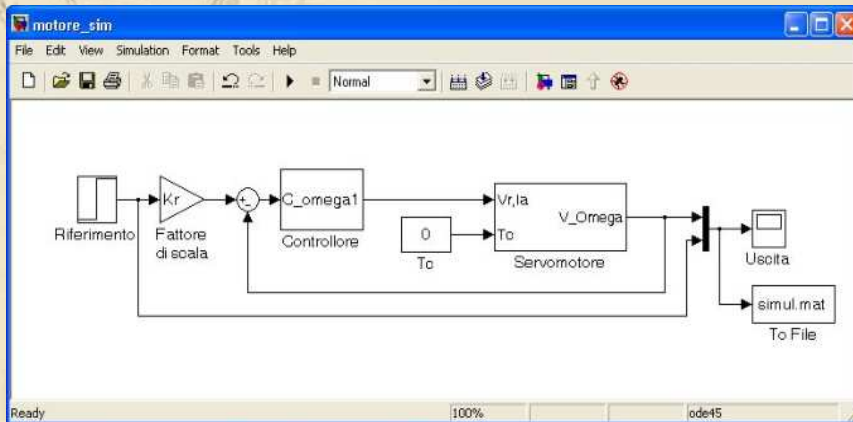 motore_sim
File Edit View Simulation Format Tools Help
Normal
Riferimento
Kr
Fattore
di scala
+
-
C_omega1
Controllore
0
Tc
Vr,Ia
Tc
V_Omega
Servomotore
Uscita
simul.mat
To File
Ready
100%
ode45